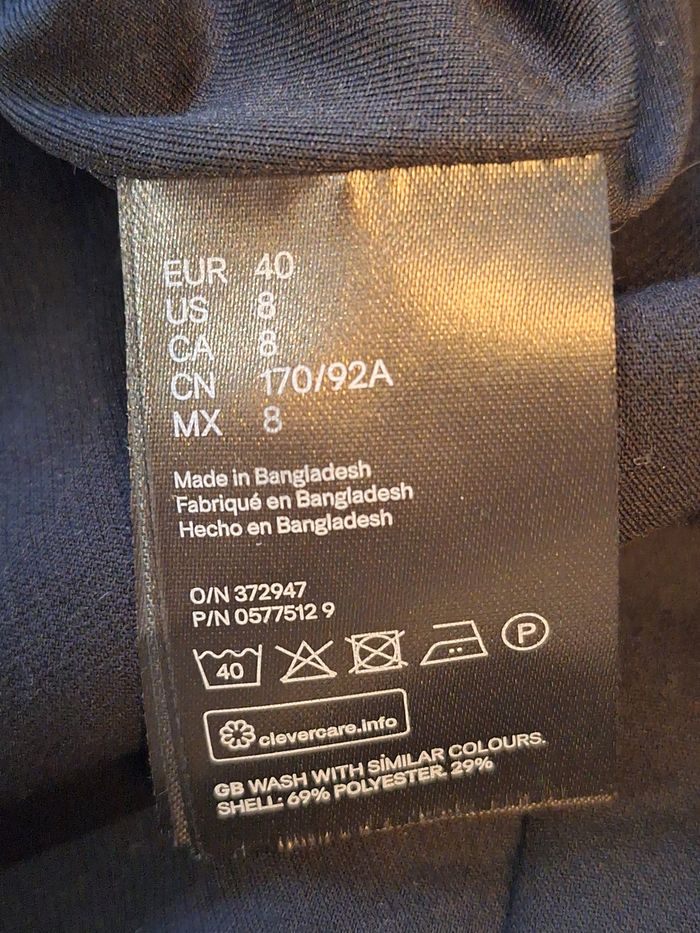 EUR 40
US 8
CA 8
CN 170/92A
MX 8
Made in Bangladesh
Fabriqué en Bangladesh
Hecho en Bangladesh
O/N 372947
P/N 0577512 9
40 P
clevercare.info
GB WASH WITH SIMILAR COLOURS.
SHELL: 69% POLYESTER. 29%